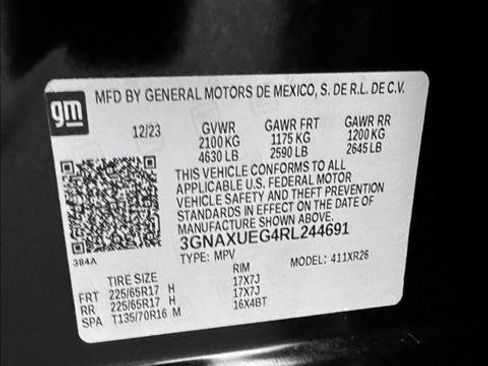 gm MFD BY GENERAL MOTORS DE MEXICO, S. DE R.L. DE C.V.
12/23 GVWR GAWR FRT GAWR RR
2100 KG 1175 KG 1200 KG
4630 LB 2590 LB 2645 LB
THIS VEHICLE CONFORMS TO ALL
APPLICABLE U.S. FEDERAL MOTOR
VEHICLE SAFETY AND THEFT PREVENTION
STANDARDS IN EFFECT ON THE DATE OF
MANUFACTURE SHOWN ABOVE.
3GNAXUEG4RL244691
384A
TYPE: MPV MODEL: 411XR26
TIRE SIZE RIM
FRT 225/65R17 H 17X7J
RR 225/65R17 H 17X7J
SPA T135/70R16 M 16X4BT